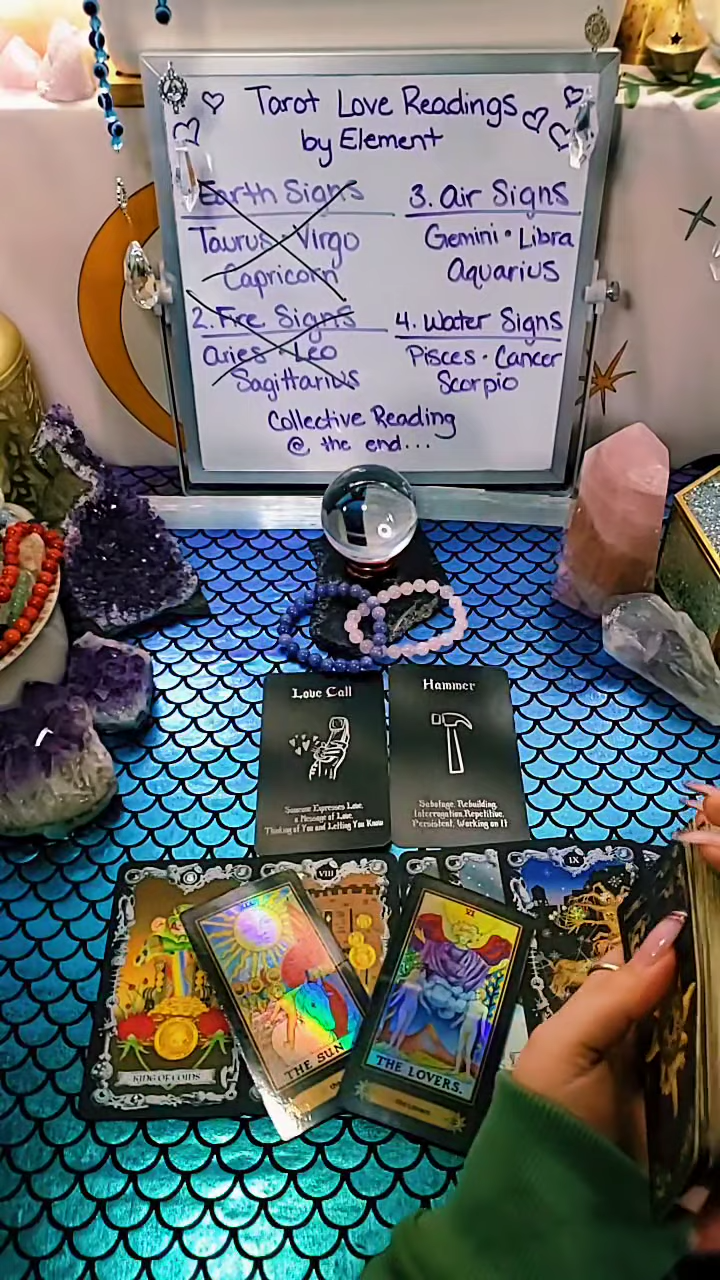 Tarot Love Readings
by Element
Earth Signs
Taurus · Virgo
Capricorn
2. Fire Signs
Aries · Leo
Sagittarius
3. Air Signs
Gemini · Libra
Aquarius
4. Water Signs
Pisces · Cancer
Scorpio
Collective Reading
@ the end...
Love Call
Someone Expresses Love,
a Message of Love,
Thinking of You and Letting You Know
Hammer
Sabotage, Rebuilding,
Interrogation, Repetitive,
Persistent, Working on It
VIII
IX
KING OF COINS
THE SUN
VI
THE LOVERS.
the Lovers